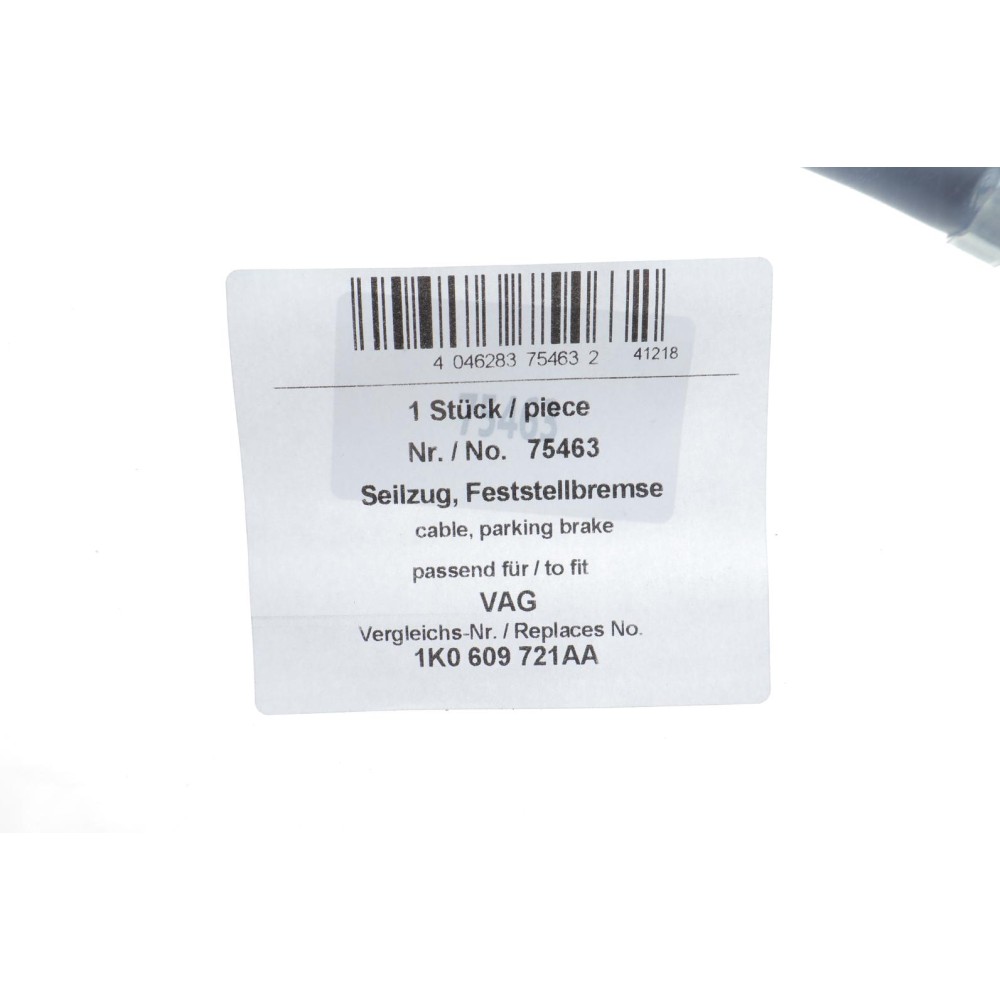 4 046283 75463 2 41218
1 Stück / piece
75463
Nr. / No. 75463
Seilzug, Feststellbremse
cable, parking brake
passend für / to fit
VAG
Vergleichs-Nr. / Replaces No.
1K0 609 721AA